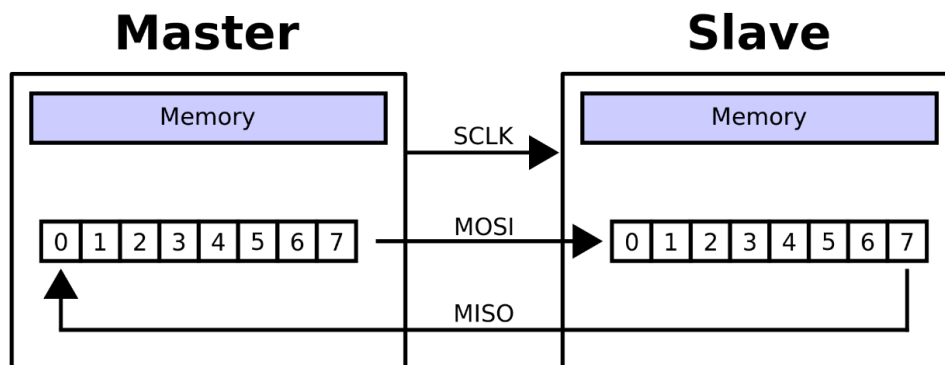 Master Slave
Memory Memory
SCLK
0 1 2 3 4 5 6 7 MOSI 0 1 2 3 4 5 6 7
MISO